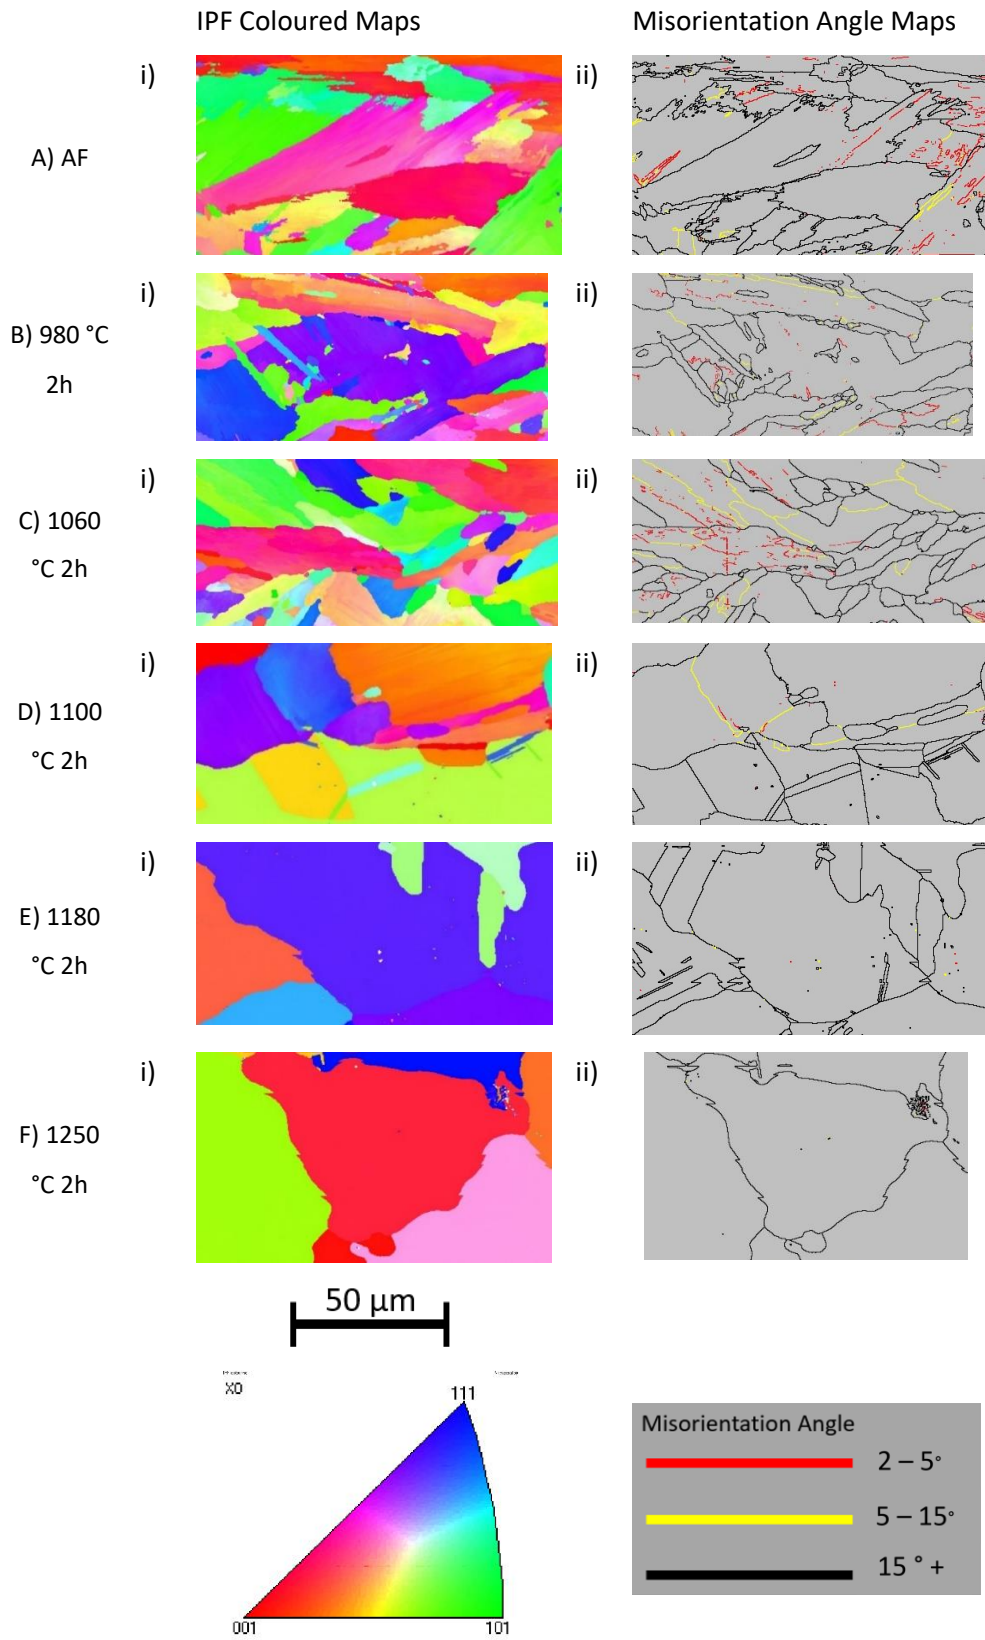 IPF Coloured Maps
Misorientation Angle Maps
i)
ii)
A) AF
i)
ii)
B) 980 °C
2h
i)
ii)
C) 1060
°C 2h
i)
ii)
D) 1100
°C 2h
i)
ii)
E) 1180
°C 2h
i)
ii)
F) 1250
°C 2h
50 µm
X0
111
001
101
Misorientation Angle
2 – 5°
5 – 15°
15 ° +